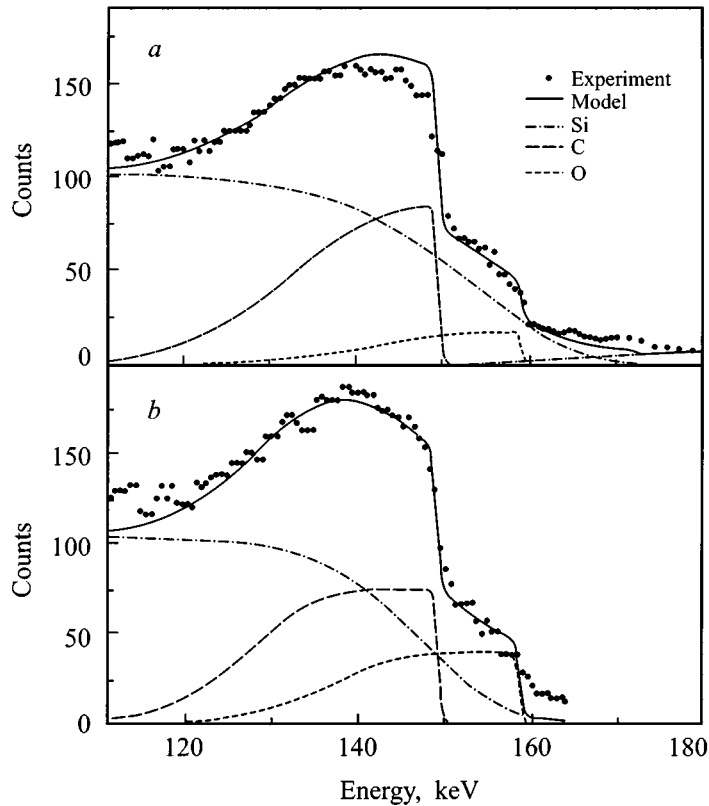 a
Experiment
Model
Si
C
O
150
100
50
0
Counts
b
150
100
50
0
Counts
120
140
160
180
Energy, keV